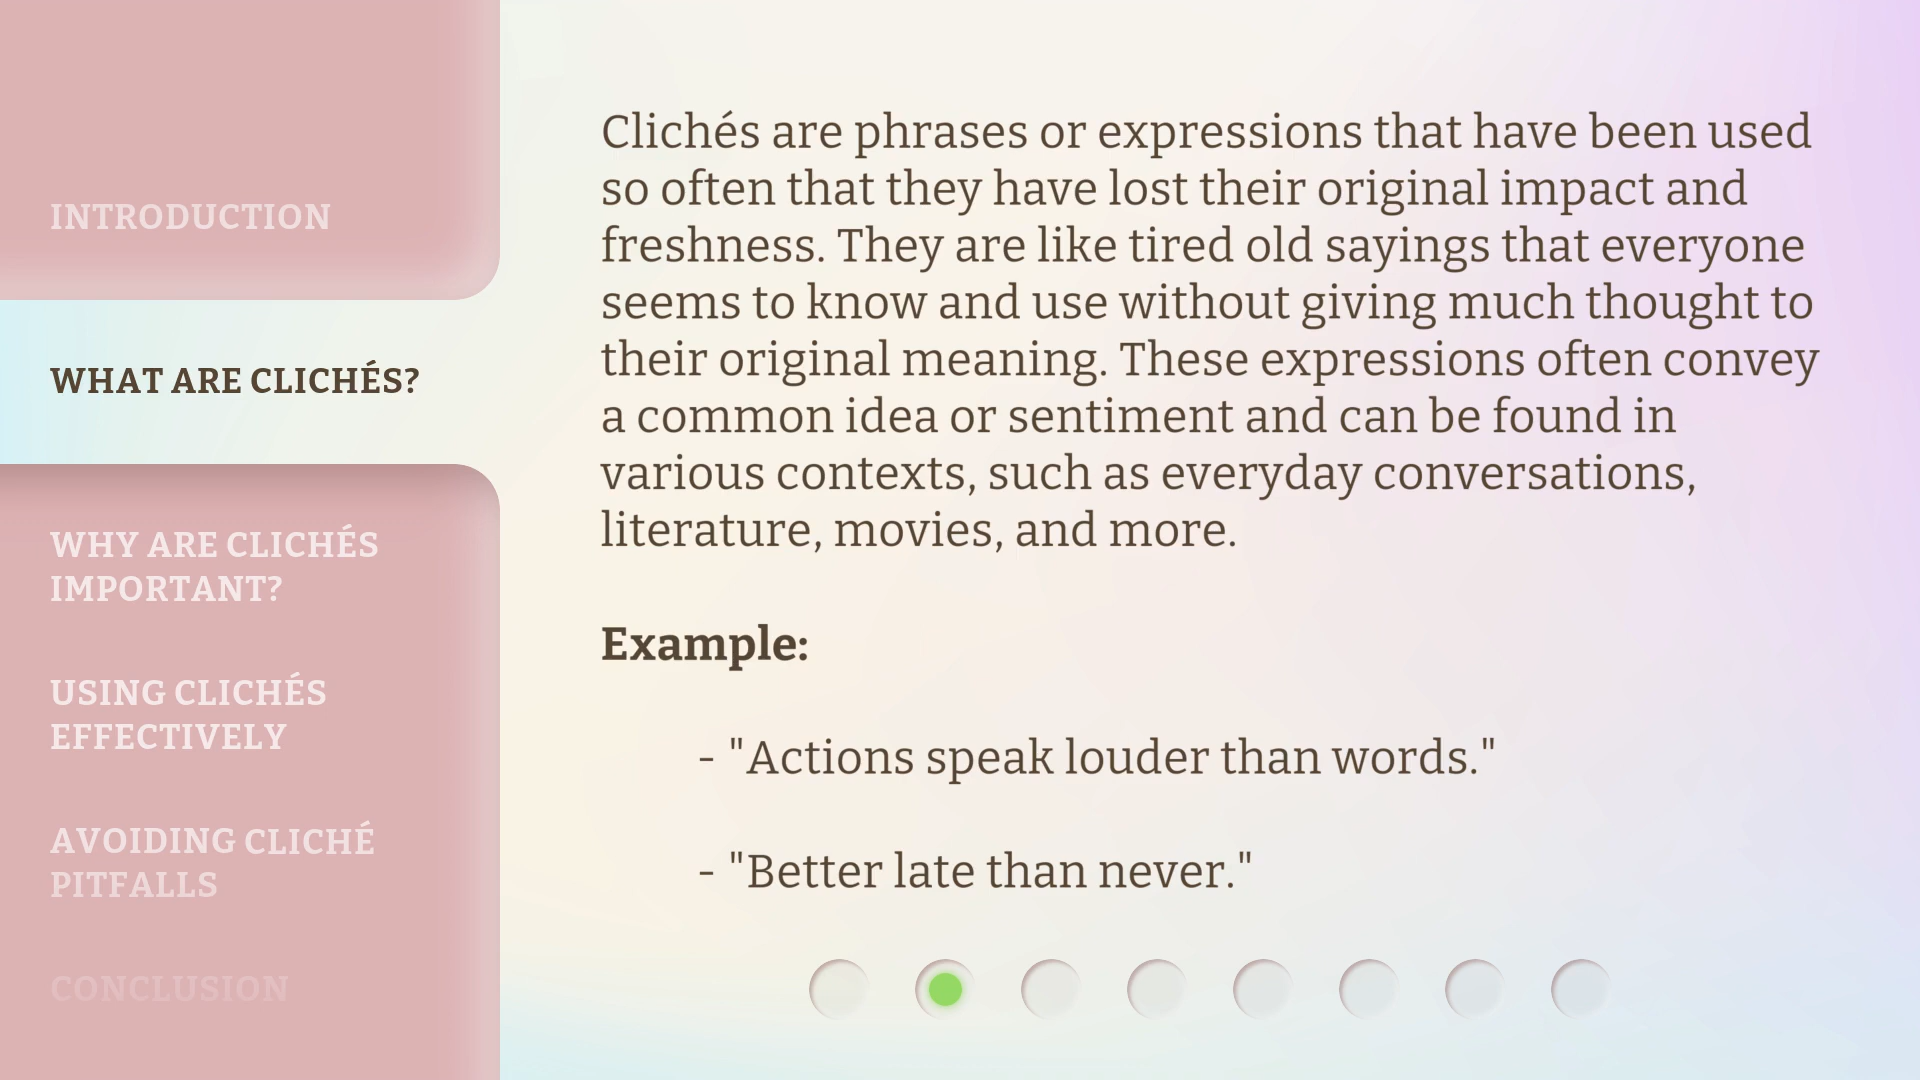 INTRODUCTION
WHAT ARE CLICHÉS?
WHY ARE CLICHÉS
IMPORTANT?
USING CLICHÉS
EFFECTIVELY
AVOIDING CLICHÉ
PITFALLS
CONCLUSION
Clichés are phrases or expressions that have been used
so often that they have lost their original impact and
freshness. They are like tired old sayings that everyone
seems to know and use without giving much thought to
their original meaning. These expressions often convey
a common idea or sentiment and can be found in
various contexts, such as everyday conversations,
literature, movies, and more.
Example:
- "Actions speak louder than words."
- "Better late than never."